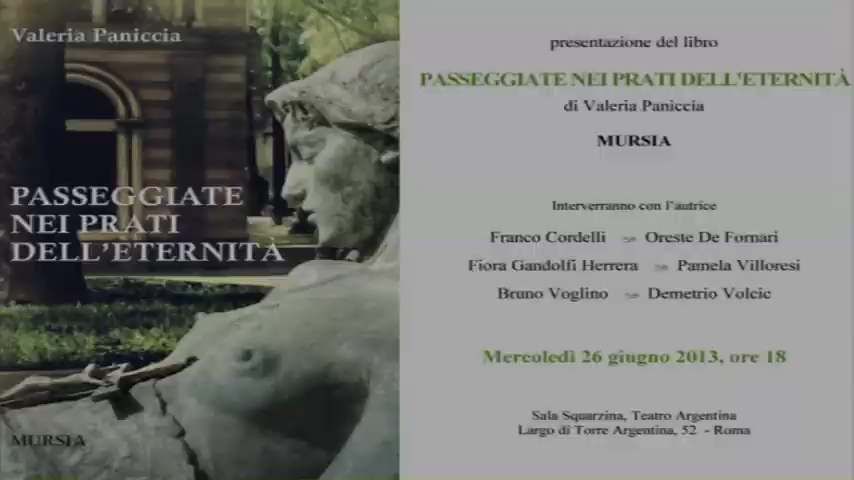 Valeria Paniccia
PASSEGGIATE
NEI PRATI
DELL'ETERNITÀ
MURSIA
presentazione del libro
PASSEGGIATE NEI PRATI DELL'ETERNITÀ
di Valeria Paniccia
MURSIA
Interverranno con l'autrice
Franco Cordelli Oreste De Fornari
Fiora Gandolfi Herrera Pamela Villoresi
Bruno Voglino Demetrio Volcic
Mercoledì 26 giugno 2013, ore 18
Sala Squarzina, Teatro Argentina
Largo di Torre Argentina, 52 - Roma